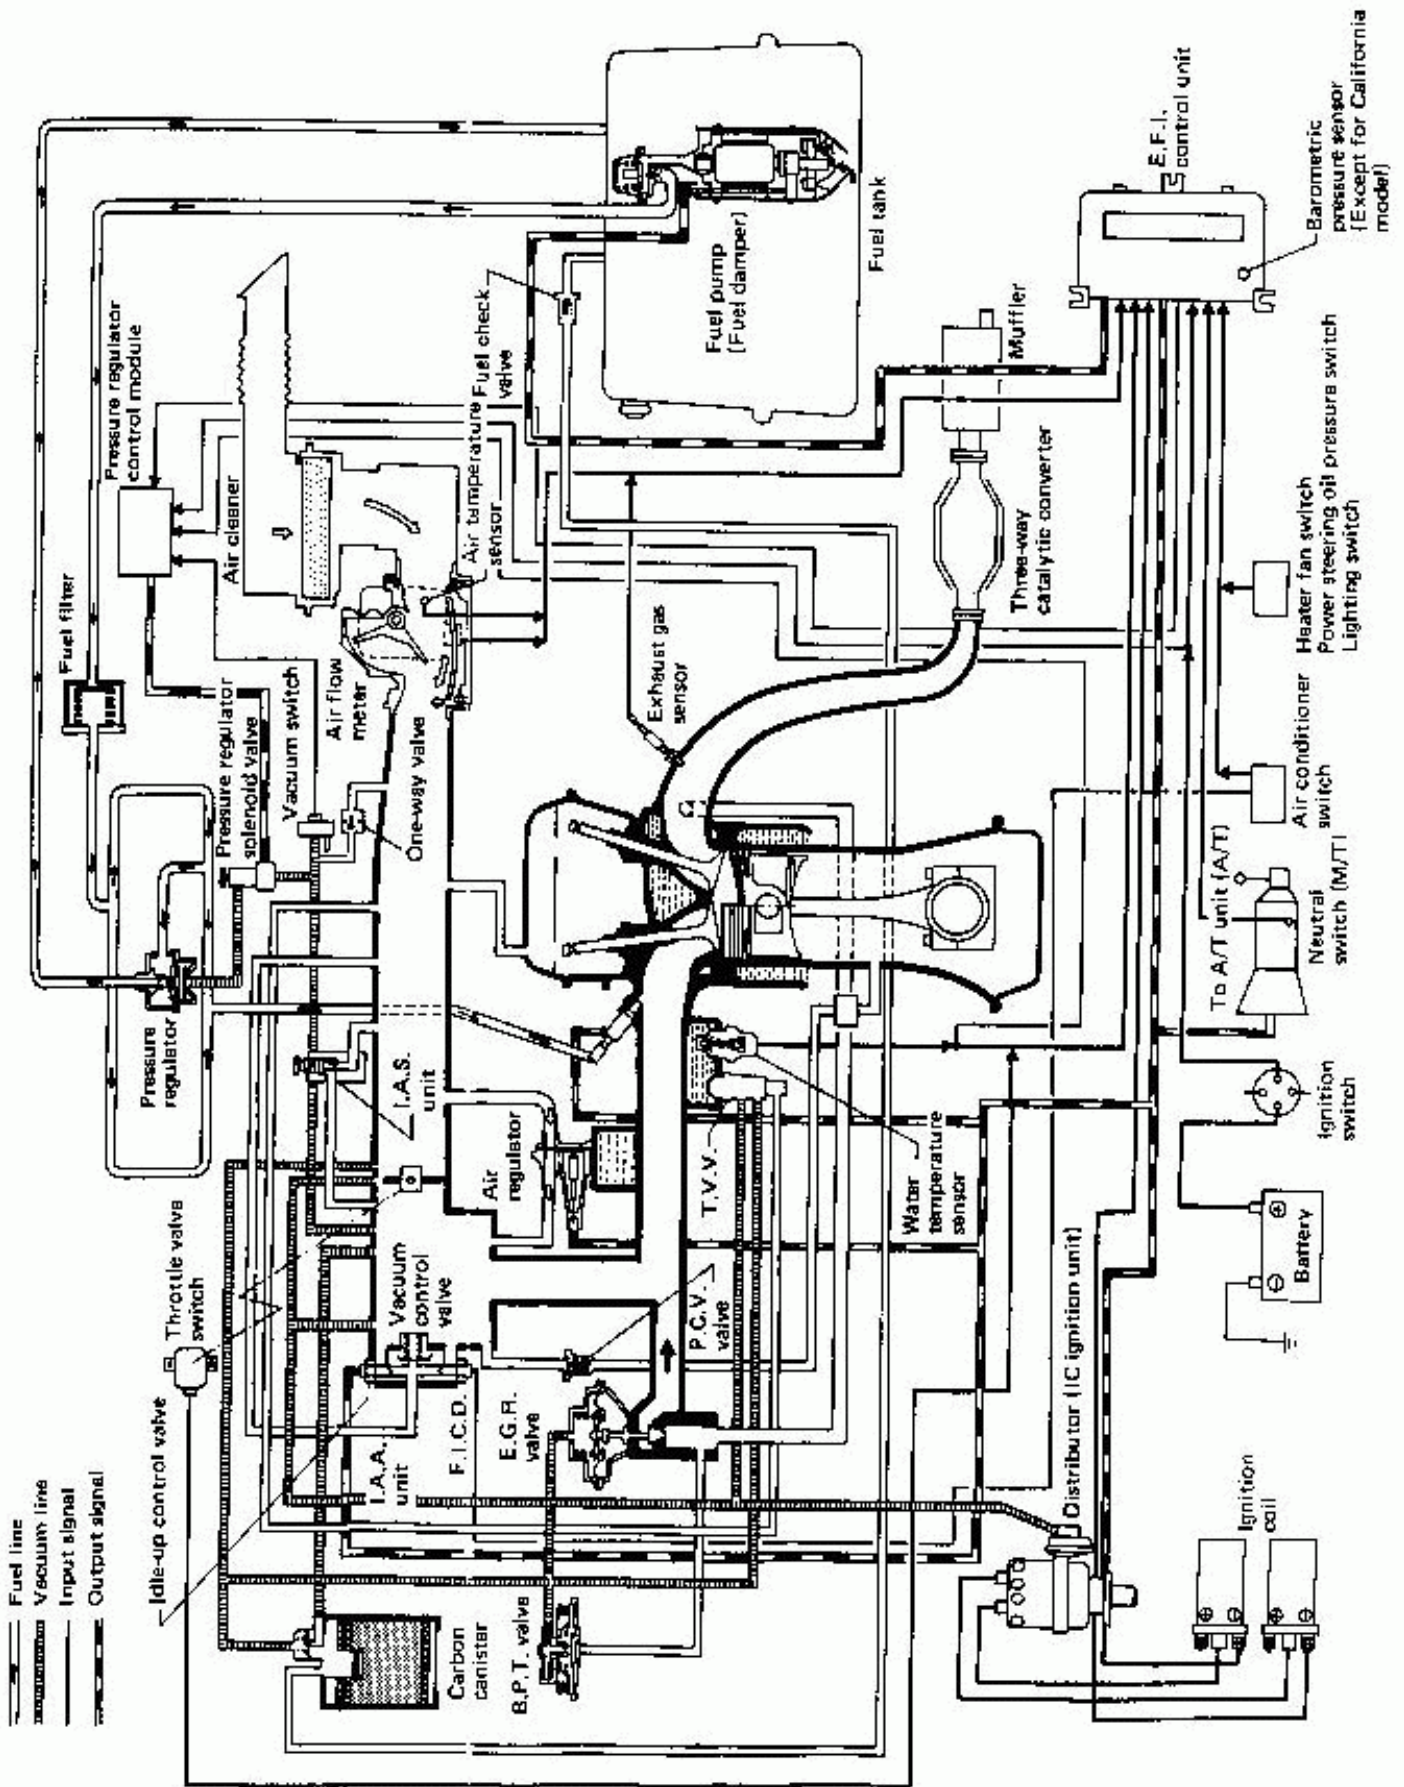 Fuel line
Vacuum line
Input signal
Output signal
Idle-up control valve
Throttle valve
switch
Pressure
regulator
Fuel filter
Pressure regulator
control module
Pressure regulator
solenoid valve
Vacuum switch
Air cleaner
Air flow
meter
One-way valve
Air temperature
sensor
Fuel check
valve
I.A.S.
unit
Air
regulator
Vacuum
control
valve
I.A.A.
unit
F.I.C.D.
E.G.R.
valve
Carbon
canister
B.P.T. valve
P.C.V.
valve
T.V.V.
Water
temperature
sensor
Exhaust gas
sensor
Fuel pump
(Fuel damper)
Fuel tank
Muffler
Three-way
catalytic converter
E.F.I.
control unit
Barometric
pressure sensor
(Except for California
model)
Heater fan switch
Power steering oil pressure switch
Lighting switch
Air conditioner
switch
To A/T unit (A/T)
Neutral
switch (M/T)
Ignition
switch
Battery
Distributor (IC ignition unit)
Ignition
coil